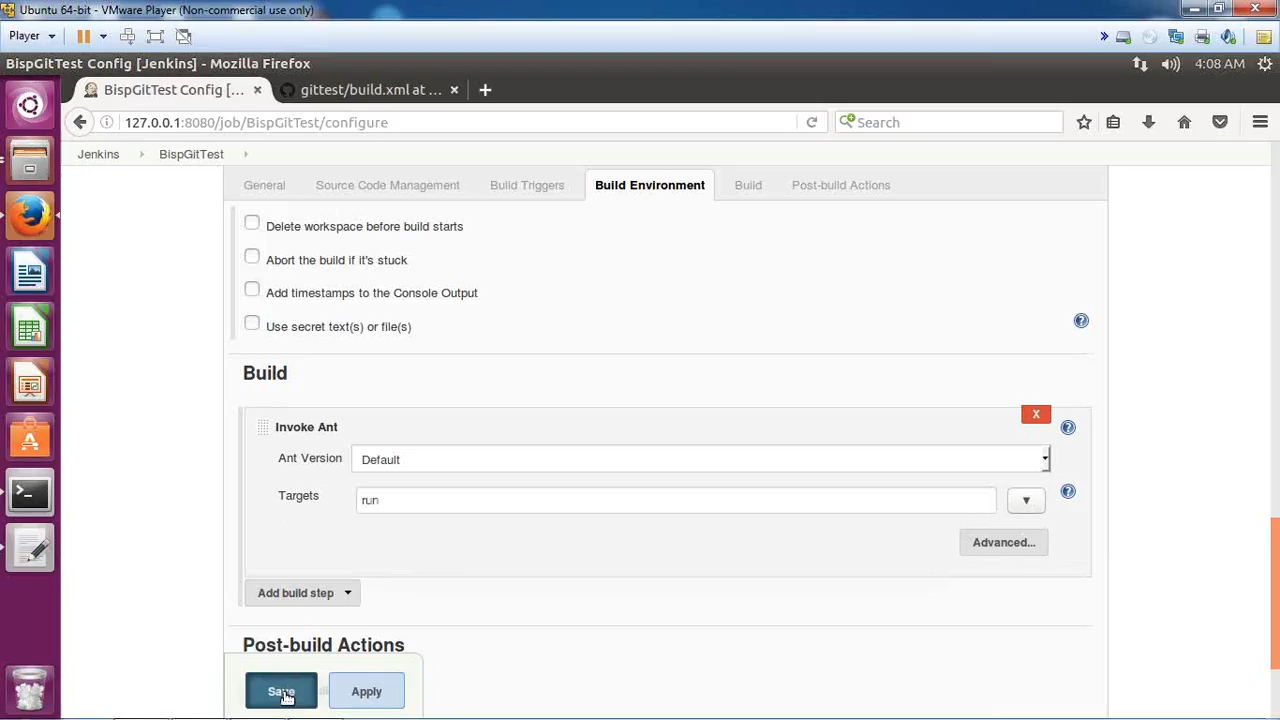 Ubuntu 64-bit - VMware Player (Non-commercial use only)
Player
BispGitTest Config [Jenkins] - Mozilla Firefox
4:08 AM
BispGitTest Config [...
gittest/build.xml at ...
127.0.0.1:8080/job/BispGitTest/configure
Search
Jenkins
BispGitTest
General
Source Code Management
Build Triggers
Build Environment
Build
Post-build Actions
Delete workspace before build starts
Abort the build if it's stuck
Add timestamps to the Console Output
Use secret text(s) or file(s)
Build
X
Invoke Ant
Ant Version
Default
Targets
run
Advanced...
Add build step
Post-build Actions
Save
Apply